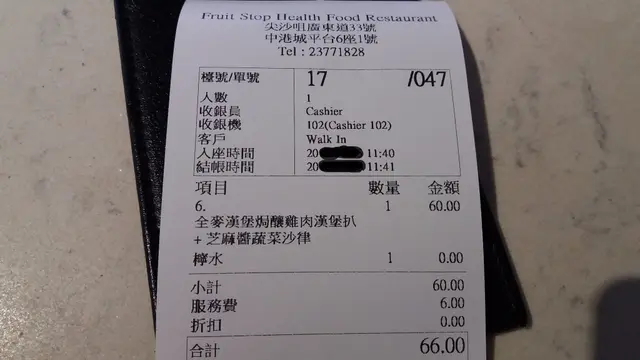 Fruit Stop Health Food Restaurant
尖沙咀廣東道33號
中港城平台6座1號
Tel : 23771828
檯號/單號 17 /047
人數 1
收銀員 Cashier
收銀機 102(Cashier 102)
客戶 Walk In
入座時間 20 11:40
結帳時間 20 11:41
項目 數量 金額
6. 1 60.00
全麥漢堡焗釀雞肉漢堡扒
+ 芝麻醬蔬菜沙律
檸水 1 0.00
小計 60.00
服務費 6.00
折扣 0.00
合計 66.00